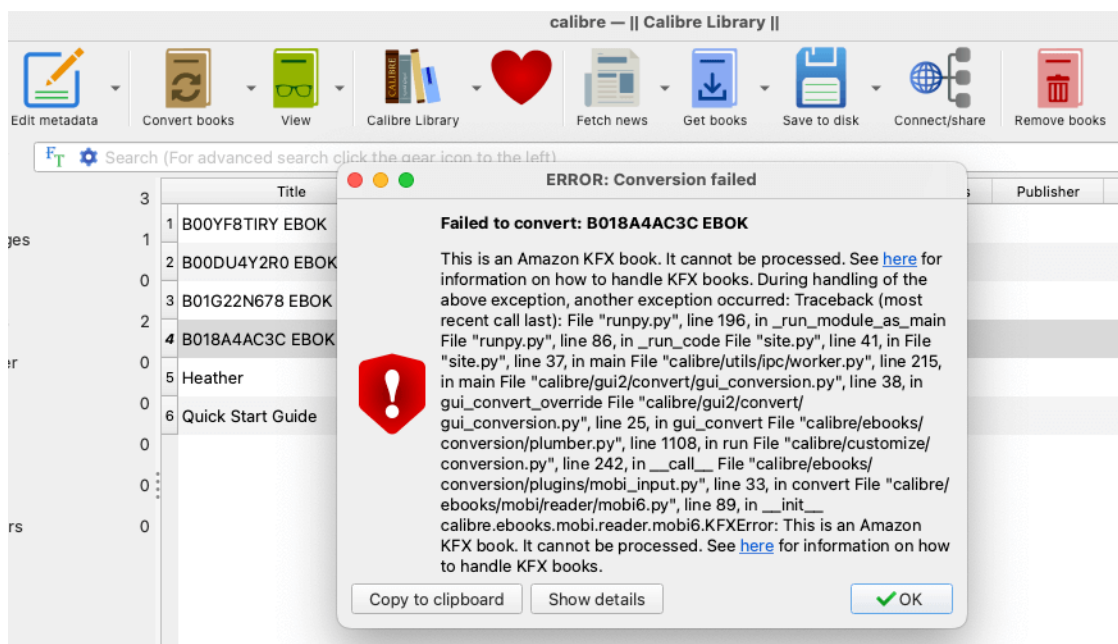 calibre — || Calibre Library ||
Edit metadata
Convert books
View
Calibre Library
Fetch news
Get books
Save to disk
Connect/share
Remove books
CALIBRE
FT
Search (For advanced search click the gear icon to the left)
Title
Publisher
3
1
0
2
0
0
0
0
0
ges
er
rs
1 B00YF8TIRY EBOK
2 B00DU4Y2R0 EBOK
3 B01G22N678 EBOK
4 B018A4AC3C EBOK
5 Heather
6 Quick Start Guide
ERROR: Conversion failed
Failed to convert: B018A4AC3C EBOK
This is an Amazon KFX book. It cannot be processed. See here for
information on how to handle KFX books. During handling of the
above exception, another exception occurred: Traceback (most
recent call last): File "runpy.py", line 196, in _run_module_as_main
File "runpy.py", line 86, in _run_code File "site.py", line 41, in File
"site.py", line 37, in main File "calibre/utils/ipc/worker.py", line 215,
in main File "calibre/gui2/convert/gui_conversion.py", line 38, in
gui_convert_override File "calibre/gui2/convert/
gui_conversion.py", line 25, in gui_convert File "calibre/ebooks/
conversion/plumber.py", line 1108, in run File "calibre/customize/
conversion.py", line 242, in __call__ File "calibre/ebooks/
conversion/plugins/mobi_input.py", line 33, in convert File "calibre/
ebooks/mobi/reader/mobi6.py", line 89, in __init__
calibre.ebooks.mobi.reader.mobi6.KFXError: This is an Amazon
KFX book. It cannot be processed. See here for information on how
to handle KFX books.
Copy to clipboard
Show details
OK